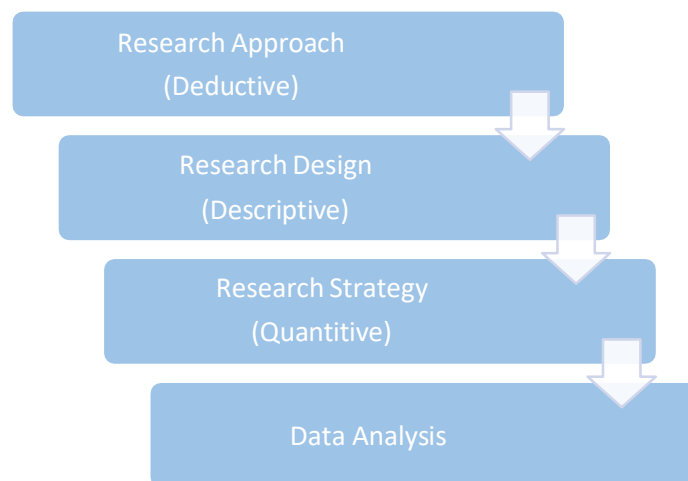 Research Approach
(Deductive)
Research Design
(Descriptive)
Research Strategy
(Quantitive)
Data Analysis